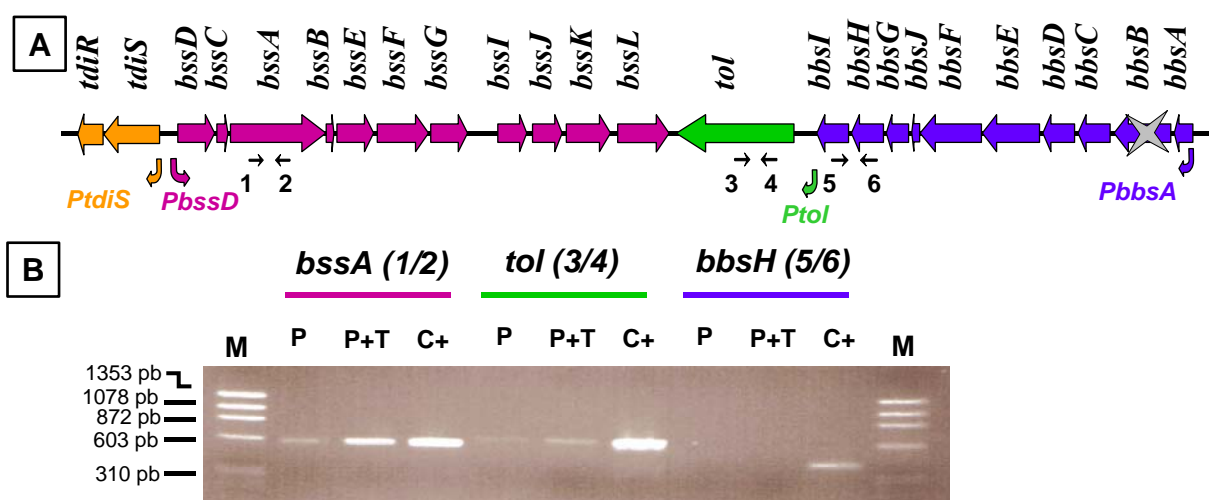 A
tdiR tdiS bssD bssC bssA bssB bssE bssF bssG bssI bssJ bssK bssL tol bbsI bbsH bbsG bbsJ bbsF bbsE bbsD bbsC bbsB bbsA
1 2 3 4 5 6
PtdiS PbssD Ptol PbbsA
B
bssA (1/2) tol (3/4) bbsH (5/6)
M P P+T C+ P P+T C+ P P+T C+ M
1353 pb
1078 pb
872 pb
603 pb
310 pb